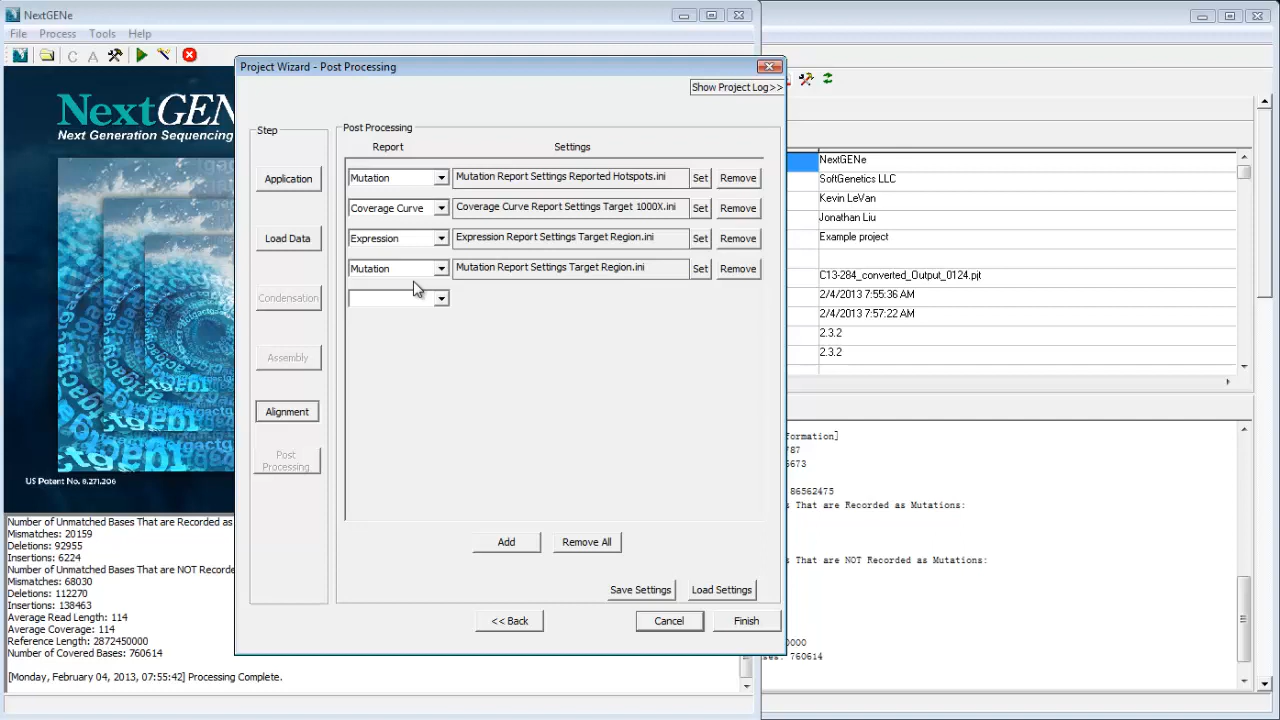 NextGENe
File Process Tools Help
C A
NextGEN
Next Generation Sequencing
US Patent No. 8,271,206
Number of Unmatched Bases That are Recorded as
Mismatches: 20159
Deletions: 92955
Insertions: 6224
Number of Unmatched Bases That are NOT Recorde
Mismatches: 68030
Deletions: 112270
Insertions: 138463
Average Read Length: 114
Average Coverage: 114
Reference Length: 2872450000
Number of Covered Bases: 760614
[Monday, February 04, 2013, 07:55:42] Processing Complete.
Project Wizard - Post Processing
Show Project Log>>
Step
Application
Load Data
Condensation
Assembly
Alignment
Post
Processing
Post Processing
Report Settings
Mutation Mutation Report Settings Reported Hotspots.ini Set Remove
Coverage Curve Coverage Curve Report Settings Target 1000X.ini Set Remove
Expression Expression Report Settings Target Region.ini Set Remove
Mutation Mutation Report Settings Target Region.ini Set Remove
Add Remove All
Save Settings Load Settings
<< Back Cancel Finish
NextGENe
SoftGenetics LLC
Kevin LeVan
Jonathan Liu
Example project
C13-284_converted_Output_0124.pjt
2/4/2013 7:55:36 AM
2/4/2013 7:57:22 AM
2.3.2
2.3.2
formation]
787
6673
86562475
s That are Recorded as Mutations:
s That are NOT Recorded as Mutations:
0000
ses: 760614